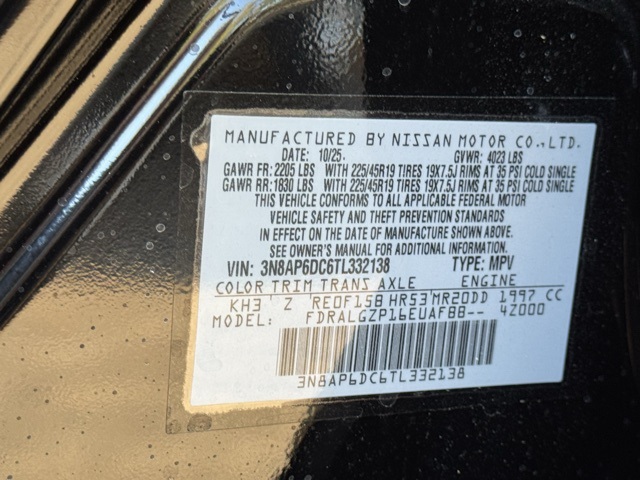 MANUFACTURED BY NISSAN MOTOR CO., LTD.
DATE: 10/25. GVWR: 4023 LBS
GAWR FR: 2205 LBS WITH 225/45R19 TIRES 19X7.5J RIMS AT 35 PSI COLD SINGLE
GAWR RR: 1830 LBS WITH 225/45R19 TIRES 19X7.5J RIMS AT 35 PSI COLD SINGLE
THIS VEHICLE CONFORMS TO ALL APPLICABLE FEDERAL MOTOR
VEHICLE SAFETY AND THEFT PREVENTION STANDARDS
IN EFFECT ON THE DATE OF MANUFACTURE SHOWN ABOVE.
SEE OWNER'S MANUAL FOR ADDITIONAL INFORMATION.
VIN: 3N8AP6DC6TL332138 TYPE: MPV
COLOR TRIM TRANS AXLE ENGINE
KH3 Z RE0F15B HR53 MR20DD 1997 CC
MODEL: FDRALGZP16EUAFBB-- 4Z000
3N8AP6DC6TL332138